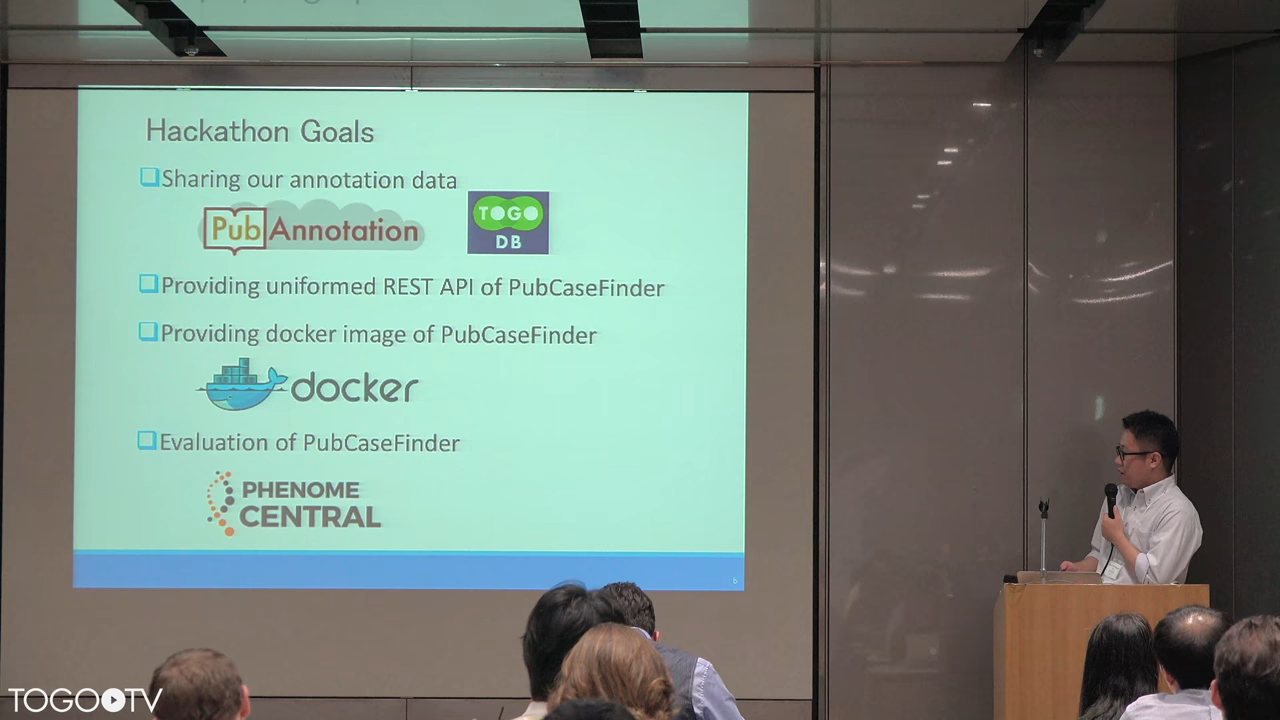 Hackathon Goals
Sharing our annotation data
PubAnnotation
TOGO
DB
Providing uniformed REST API of PubCaseFinder
Providing docker image of PubCaseFinder
docker
Evaluation of PubCaseFinder
PHENOME
CENTRAL
6
TOGOTV